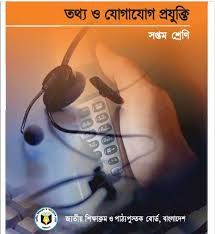 তথ্য ও যোগাযোগ প্রযুক্তি
সপ্তম শ্রেণি
জাতীয় শিক্ষাক্রম ও পাঠ্যপুস্তক বোর্ড, বাংলাদেশ